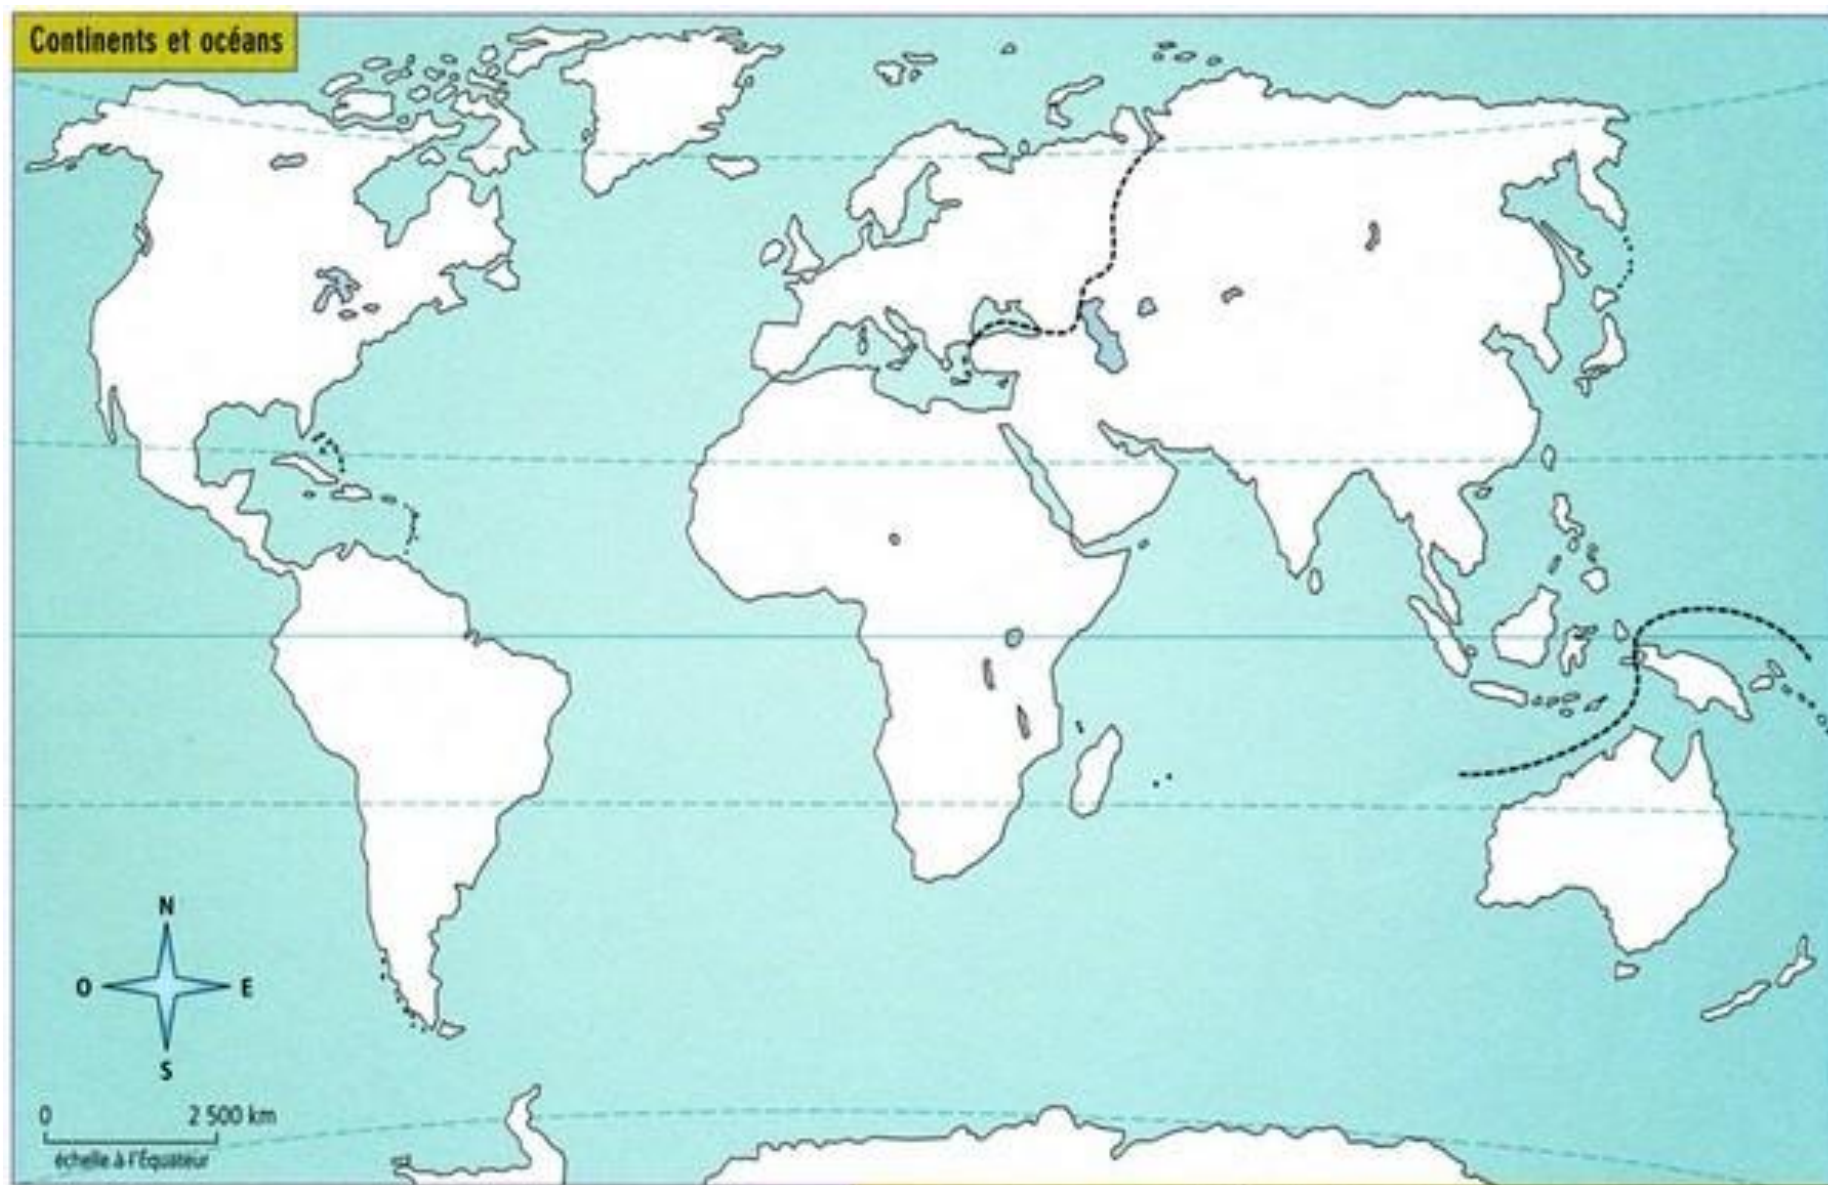 Continents et océans
N
O
E
S
0
2 500 km
échelle à l'Équateur